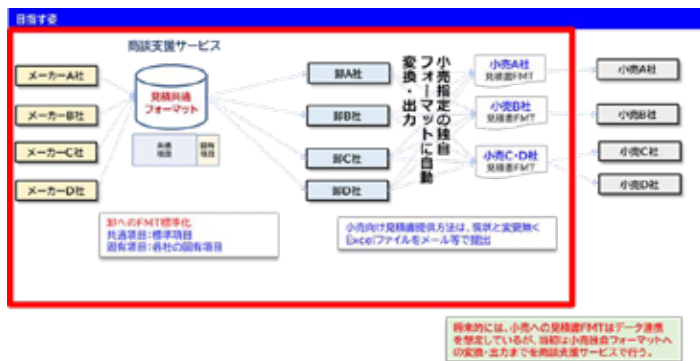 目指す姿
商談支援サービス
メーカーA社
メーカーB社
メーカーC社
メーカーD社
見積共通
フォーマット
共通
項目
固有
項目
卸A社
卸B社
卸C社
卸D社
小売指定の独自
フォーマットに自動
変換・出力
小売A社
見積書FMT
小売B社
見積書FMT
小売C・D社
見積書FMT
小売A社
小売B社
小売C社
小売D社
卸へのFMT標準化
共通項目：標準項目
固有項目：各社の固有項目
小売向け見積書提供方法は、現状と変更無く
Excelファイルをメール等で提出
将来的には、小売への見積書FMTはデータ連携
を想定しているが、当初は小売独自フォーマットへ
の変換・出力までを商談支援サービスで行う。